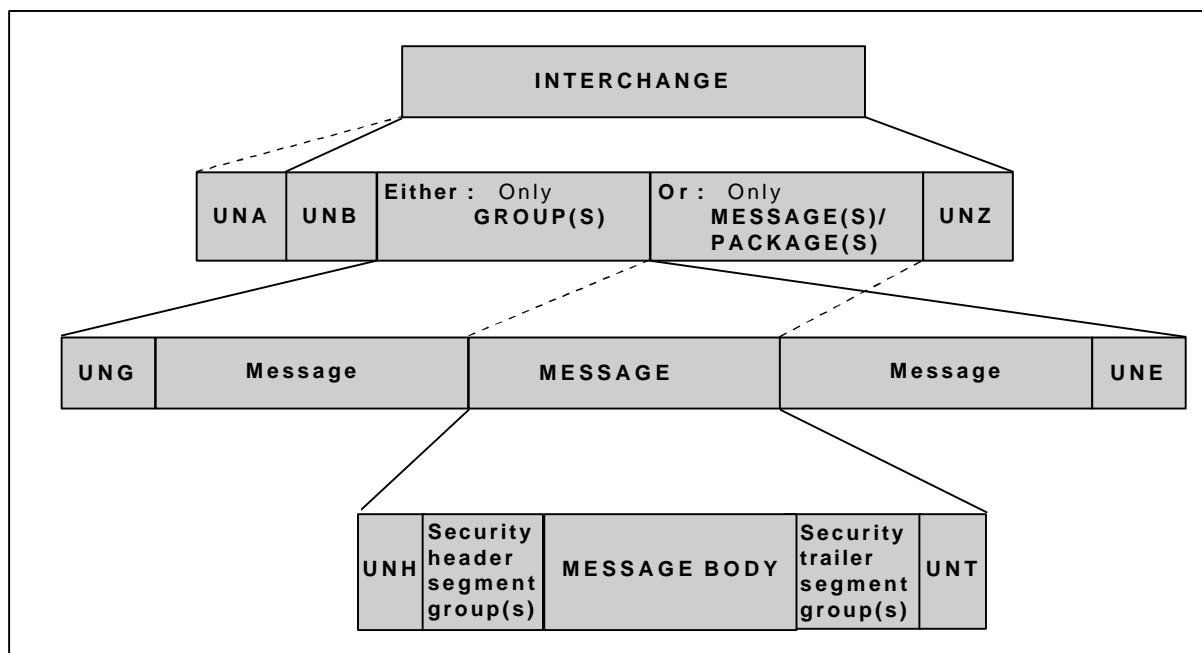 INTERCHANGE
UNA
UNB
Either : Only
GROUP(S)
Or : Only
MESSAGE(S)/
PACKAGE(S)
UNZ
UNG
Message
MESSAGE
Message
UNE
UNH
Security
header
segment
group(s)
MESSAGE BODY
Security
trailer
segment
group(s)
UNT